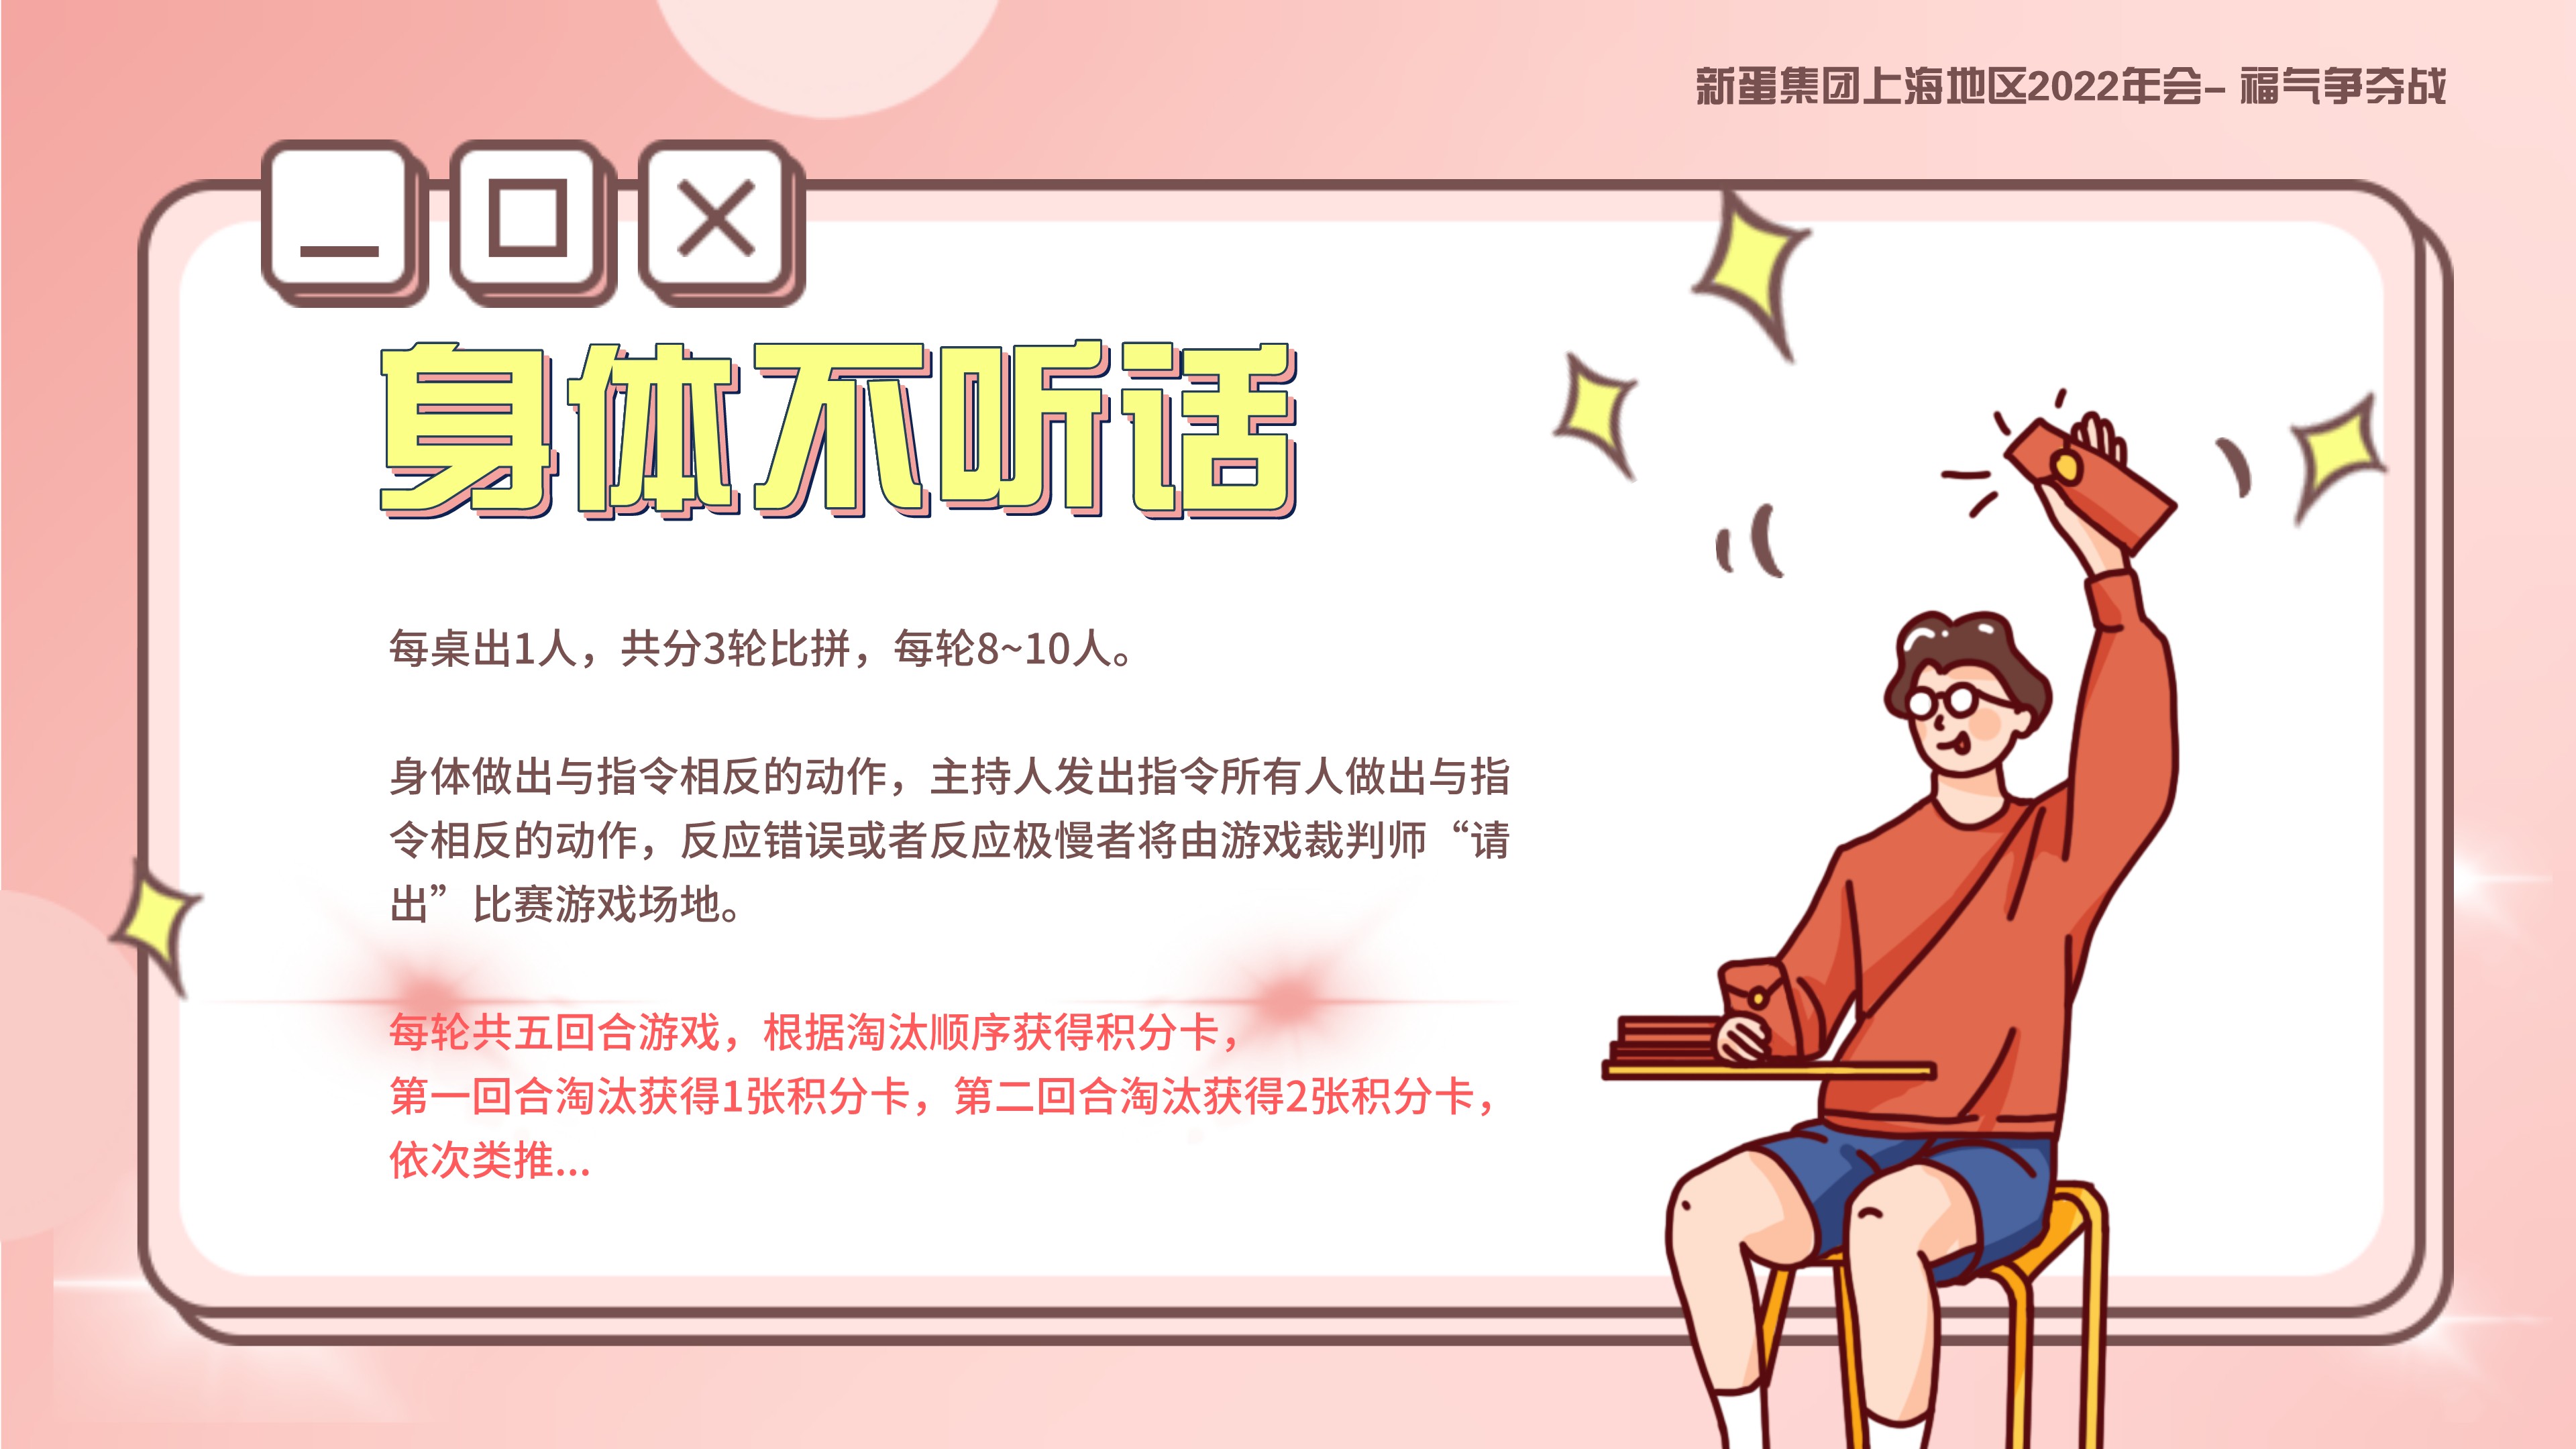 新蛋集团上海地区2022年会- 福气争夺战
身体不听话
每桌出1人，共分3轮比拼，每轮8~10人。
身体做出与指令相反的动作，主持人发出指令所有人做出与指
令相反的动作，反应错误或者反应极慢者将由游戏裁判师“请
出”比赛游戏场地。
每轮共五回合游戏，根据淘汰顺序获得积分卡，
第一回合淘汰获得1张积分卡，第二回合淘汰获得2张积分卡，
依次类推...